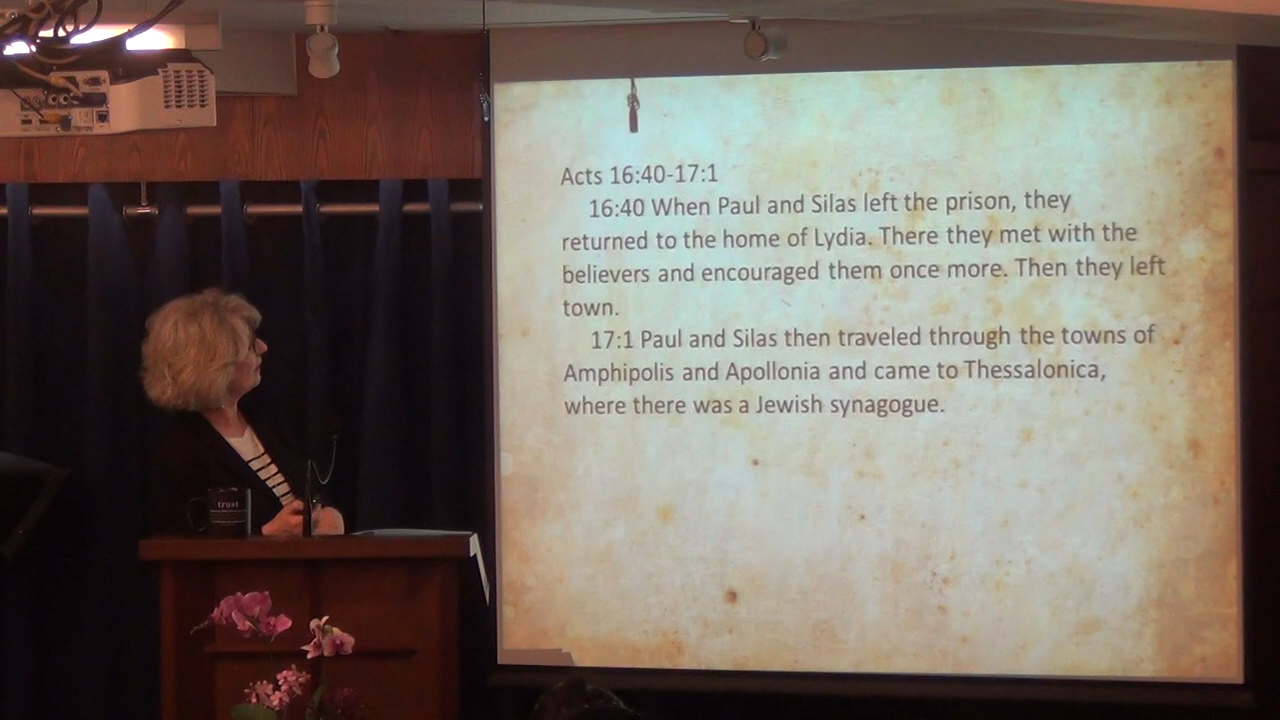 Acts 16:40-17:1
16:40 When Paul and Silas left the prison, they
returned to the home of Lydia. There they met with the
believers and encouraged them once more. Then they left
town.
17:1 Paul and Silas then traveled through the towns of
Amphipolis and Apollonia and came to Thessalonica,
where there was a Jewish synagogue.
trust